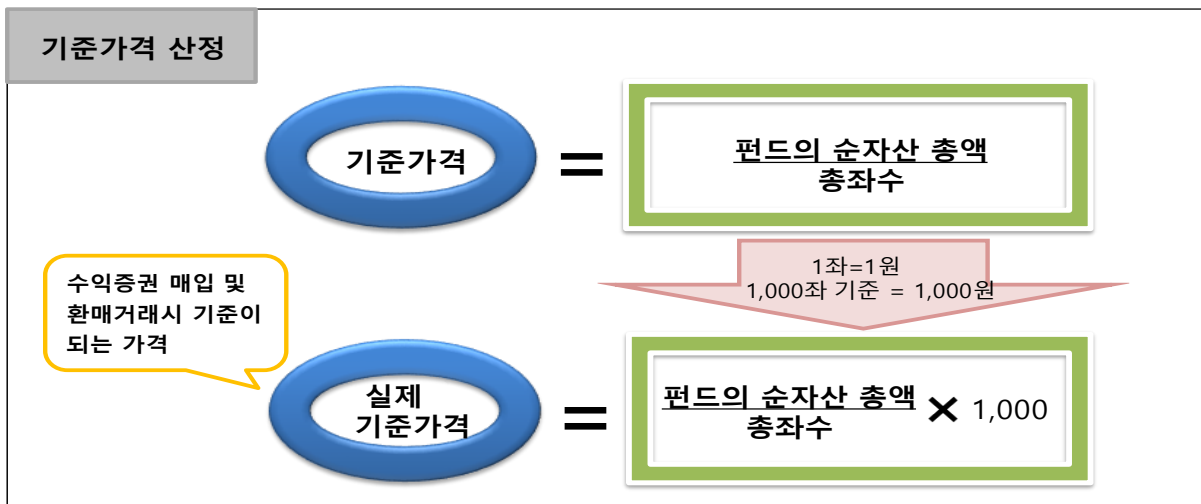 기준가격 산정
기준가격
=
펀드의 순자산 총액
총좌수
1좌=1원
1,000좌 기준 = 1,000원
수익증권 매입 및
환매거래시 기준이
되는 가격
실제
기준가격
=
펀드의 순자산 총액
총좌수
× 1,000